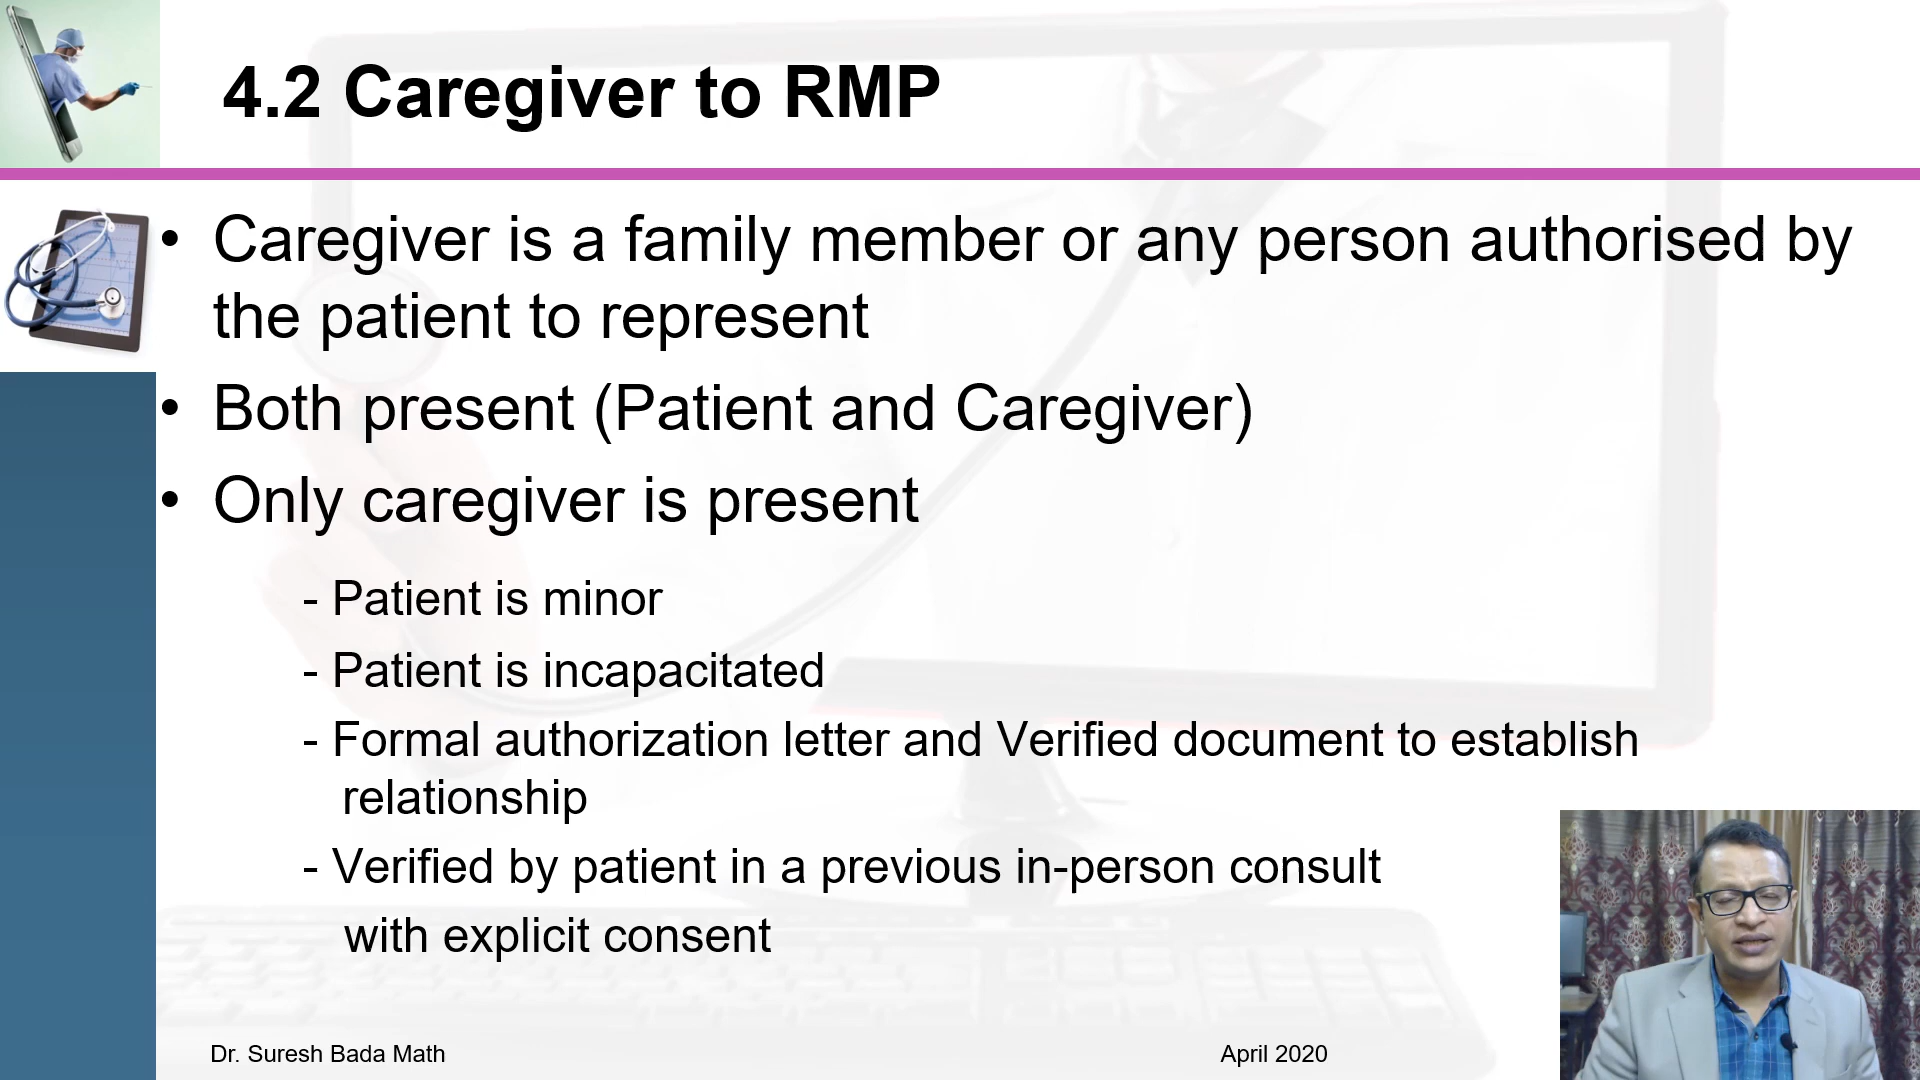 4.2 Caregiver to RMP
• Caregiver is a family member or any person authorised by
the patient to represent
• Both present (Patient and Caregiver)
• Only caregiver is present
- Patient is minor
- Patient is incapacitated
- Formal authorization letter and Verified document to establish
relationship
- Verified by patient in a previous in-person consult
with explicit consent
Dr. Suresh Bada Math
April 2020